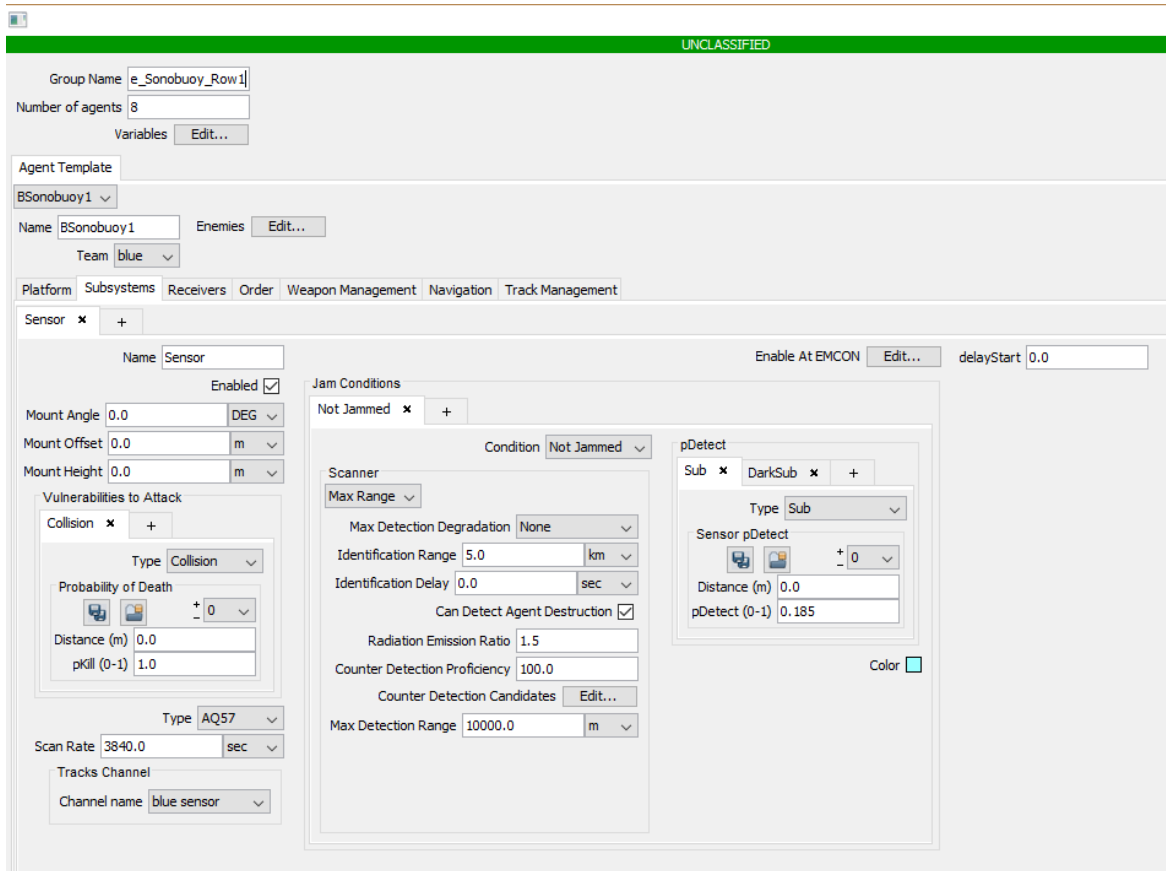 UNCLASSIFIED
Group Name e_Sonobuoy_Row1
Number of agents 8
Variables Edit...
Agent Template
BSonobuoy1
Name BSonobuoy1 Enemies Edit...
Team blue
Platform Subsystems Receivers Order Weapon Management Navigation Track Management
Sensor × +
Name Sensor
Enabled
Mount Angle 0.0 DEG
Mount Offset 0.0 m
Mount Height 0.0 m
Vulnerabilities to Attack
Collision × +
Type Collision
Probability of Death
+ - 0
Distance (m) 0.0
pKill (0-1) 1.0
Type AQ57
Scan Rate 3840.0 sec
Tracks Channel
Channel name blue sensor
Enable At EMCON Edit... delayStart 0.0
Jam Conditions
Not Jammed × +
Condition Not Jammed
Scanner
Max Range
Max Detection Degradation None
Identification Range 5.0 km
Identification Delay 0.0 sec
Can Detect Agent Destruction
Radiation Emission Ratio 1.5
Counter Detection Proficiency 100.0
Counter Detection Candidates Edit...
Max Detection Range 10000.0 m
pDetect
Sub × DarkSub × +
Type Sub
Sensor pDetect
+ - 0
Distance (m) 0.0
pDetect (0-1) 0.185
Color